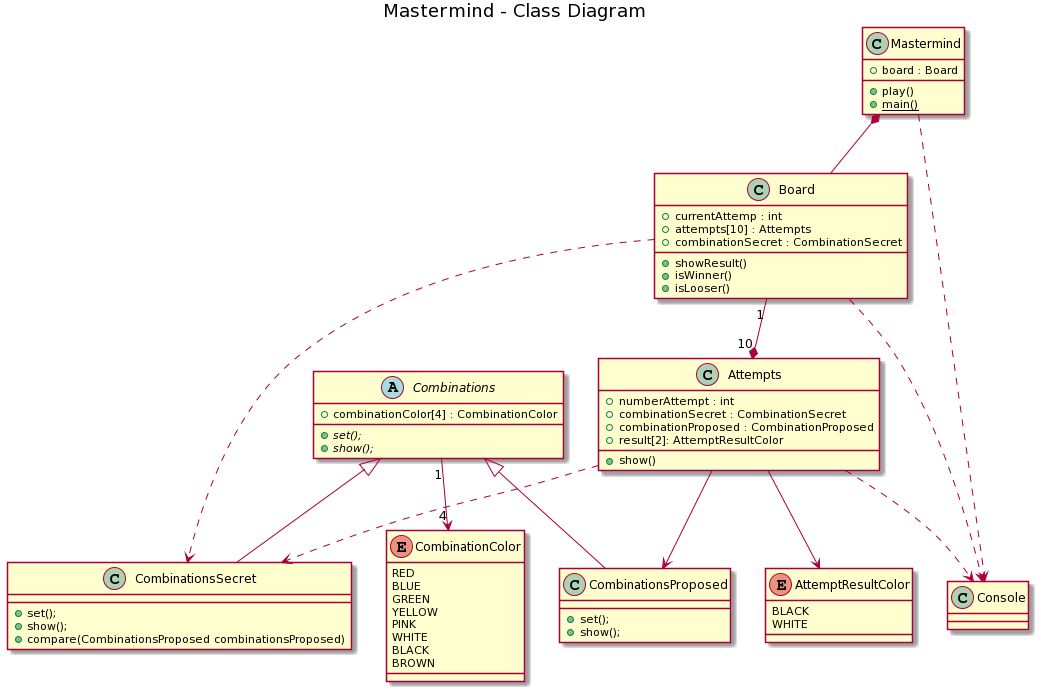 Mastermind - Class Diagram
C Mastermind
board : Board
play()
main()
C Board
currentAttemp : int
attempts[10] : Attempts
combinationSecret : CombinationSecret
showResult()
isWinner()
isLooser()
1
10
C Attempts
numberAttempt : int
combinationSecret : CombinationSecret
combinationProposed : CombinationProposed
result[2]: AttemptResultColor
show()
A Combinations
combinationColor[4] : CombinationColor
set();
show();
1
4
C CombinationsSecret
set();
show();
compare(CombinationsProposed combinationsProposed)
E CombinationColor
RED
BLUE
GREEN
YELLOW
PINK
WHITE
BLACK
BROWN
C CombinationsProposed
set();
show();
E AttemptResultColor
BLACK
WHITE
C Console